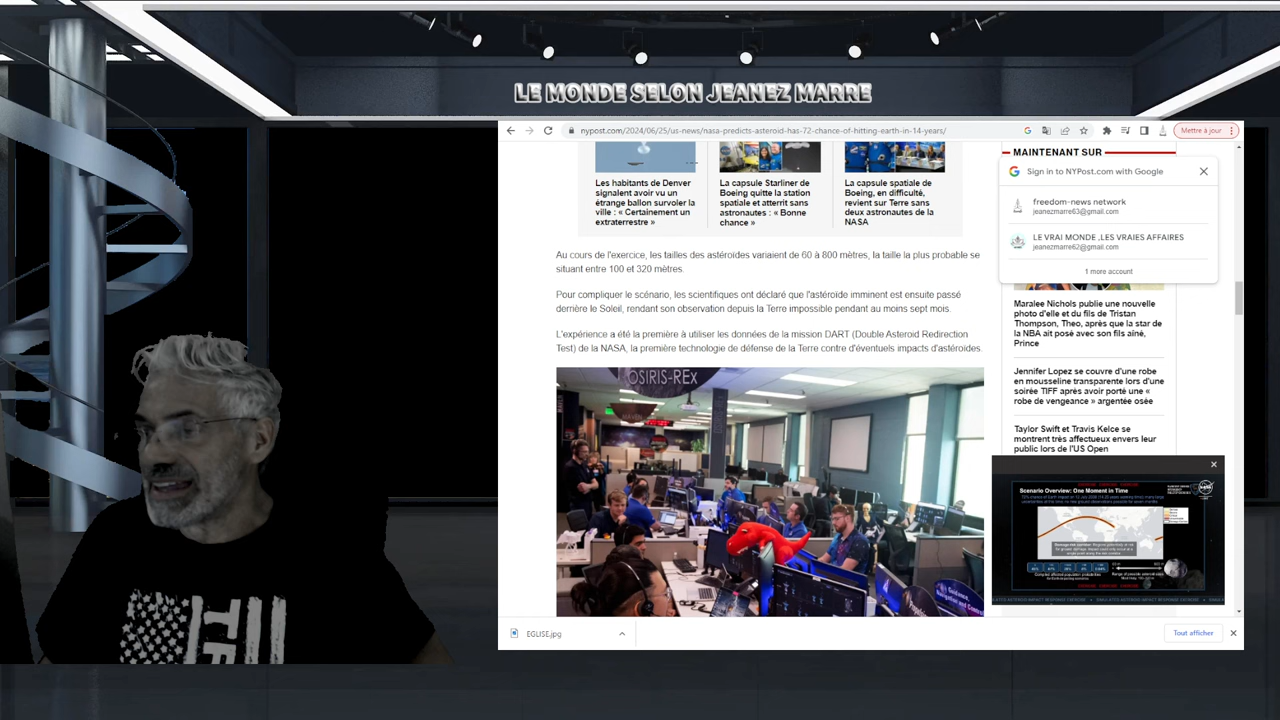 LE MONDE SELON JEANEZ MARRE
nypost.com/2024/06/25/us-news/nasa-predicts-asteroid-has-72-chance-of-hitting-earth-in-14-years/
Mettre à jour
Les habitants de Denver
signalent avoir vu un
étrange ballon survoler la
ville : « Certainement un
extraterrestre »
La capsule Starliner de
Boeing quitte la station
spatiale et atterrit sans
astronautes : « Bonne
chance »
La capsule spatiale de
Boeing, en difficulté,
revient sur Terre sans
deux astronautes de la
NASA
Au cours de l'exercice, les tailles des astéroïdes variaient de 60 à 800 mètres, la taille la plus probable se
situant entre 100 et 320 mètres.
Pour compliquer le scénario, les scientifiques ont déclaré que l'astéroïde imminent est ensuite passé
derrière le Soleil, rendant son observation depuis la Terre impossible pendant au moins sept mois.
L'expérience a été la première à utiliser les données de la mission DART (Double Asteroid Redirection
Test) de la NASA, la première technologie de défense de la Terre contre d'éventuels impacts d'astéroïdes.
OSIRIS-REx
MAVEN
Guidance,
Navigation and
MAINTENANT SUR
Sign in to NYPost.com with Google
freedom-news network
jeanezmarre63@gmail.com
LE VRAI MONDE ,LES VRAIES AFFAIRES
jeanezmarre62@gmail.com
1 more account
Maralee Nichols publie une nouvelle
photo d'elle et du fils de Tristan
Thompson, Theo, après que la star de
la NBA ait posé avec son fils aîné,
Prince
Jennifer Lopez se couvre d'une robe
en mousseline transparente lors d'une
soirée TIFF après avoir porté une «
robe de vengeance » argentée osée
Taylor Swift et Travis Kelce se
montrent très affectueux envers leur
public lors de l'US Open
Scenario Overview: One Moment in Time
EGLISE.jpg
Tout afficher